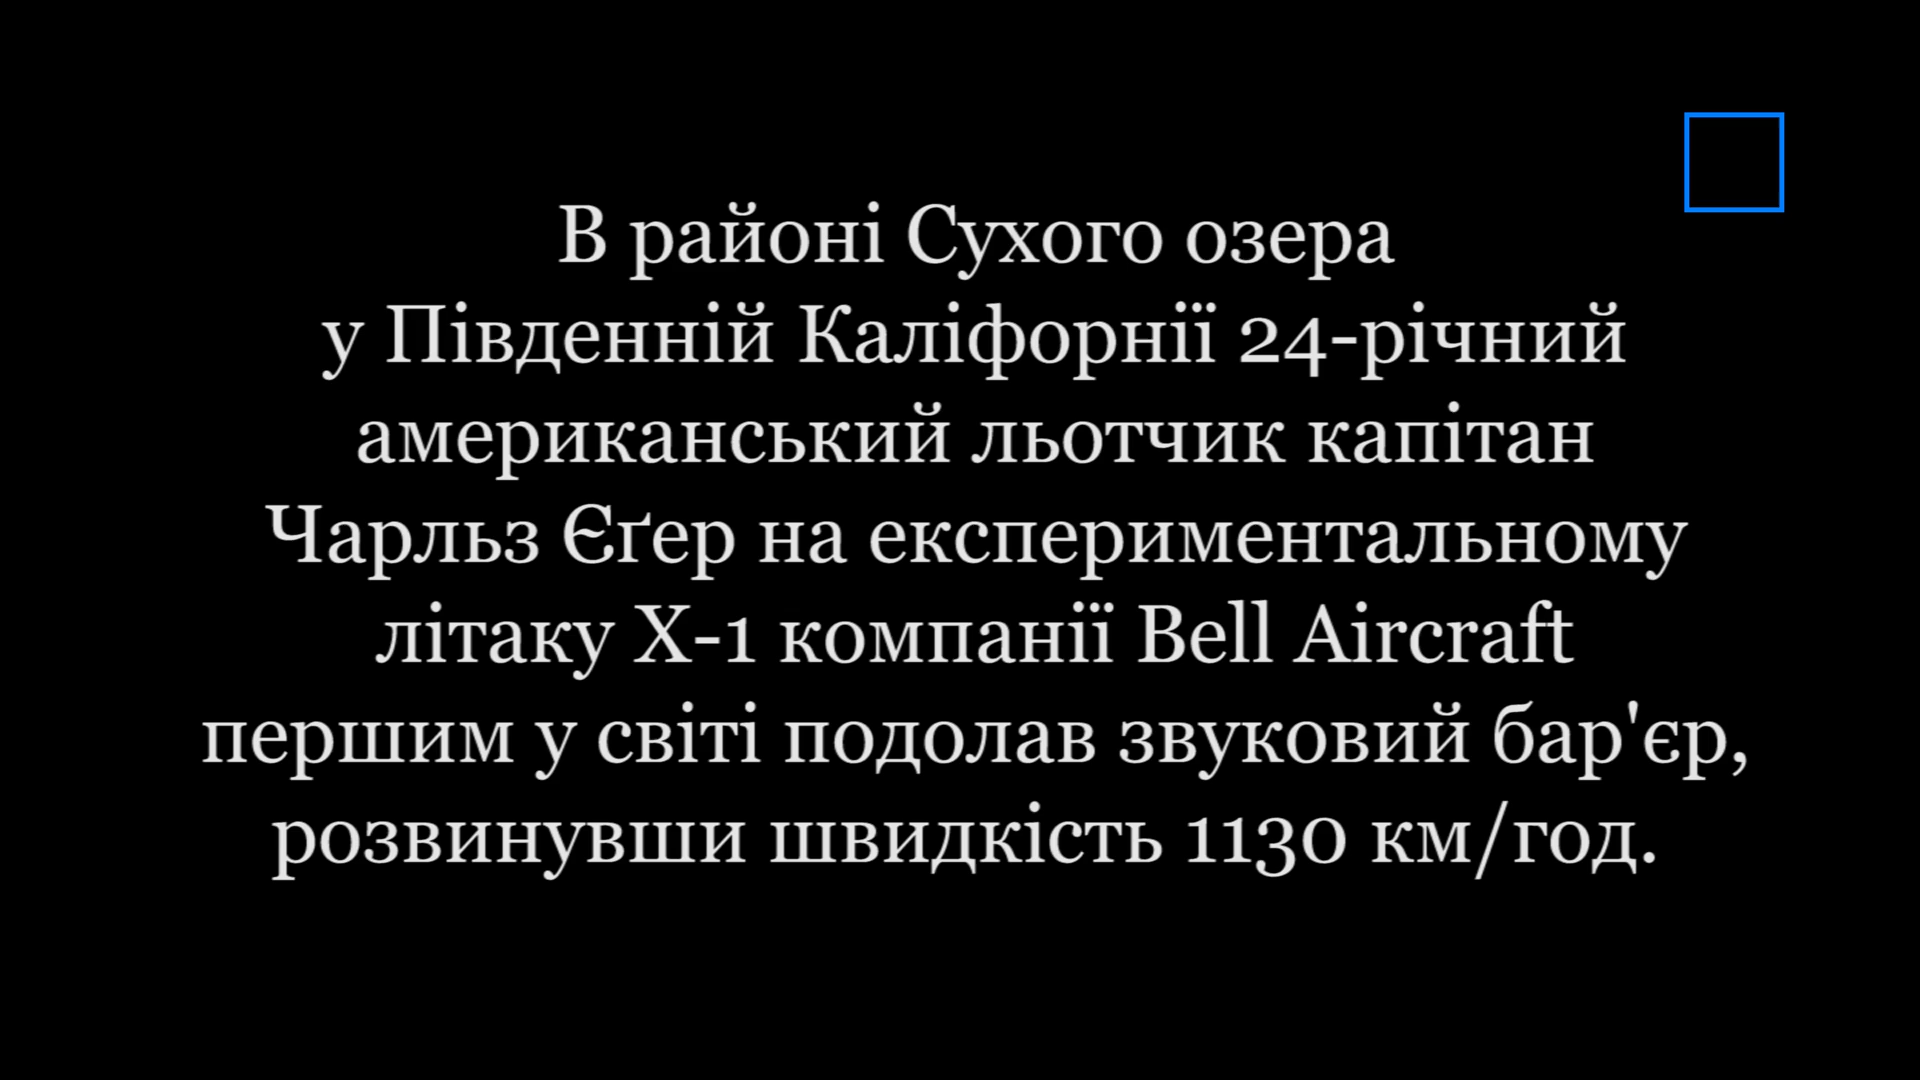 В районі Сухого озера
у Південній Каліфорнії 24-річний
американський льотчик капітан
Чарльз Єґер на експериментальному
літаку X-1 компанії Bell Aircraft
першим у світі подолав звуковий бар'єр,
розвинувши швидкість 1130 км/год.